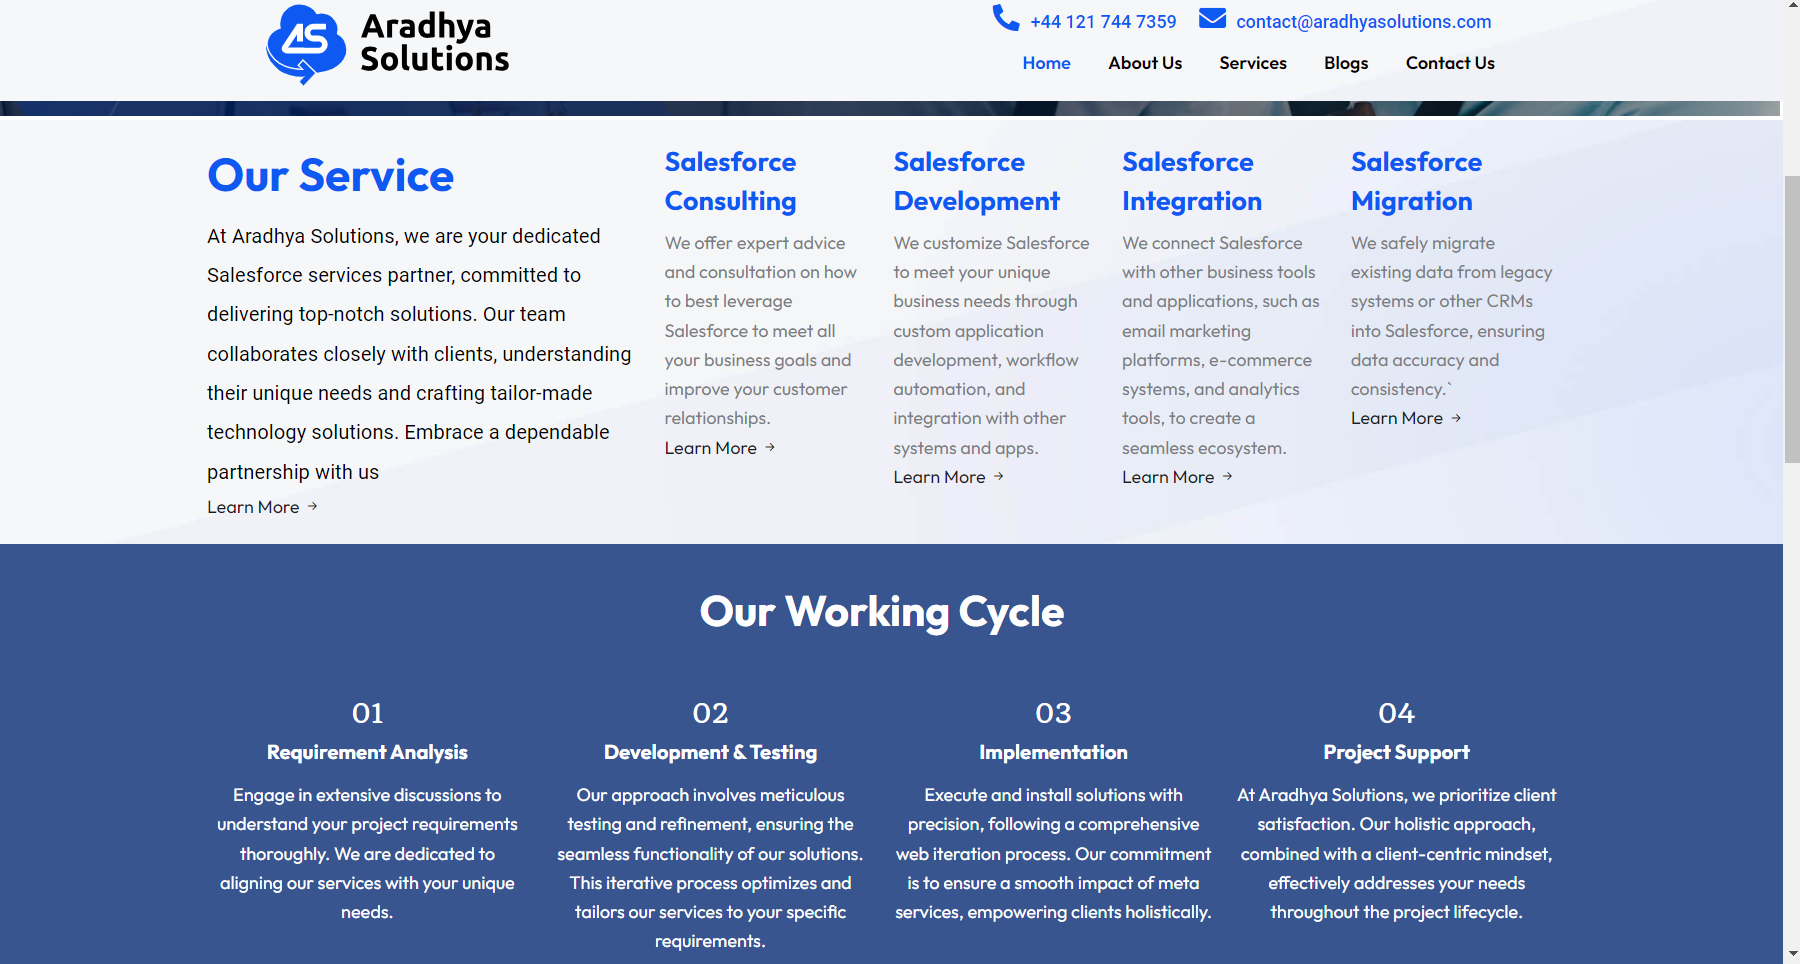 AS
Aradhya
Solutions
+44 121 744 7359
contact@aradhyasolutions.com
Home
About Us
Services
Blogs
Contact Us
Our Service
At Aradhya Solutions, we are your dedicated
Salesforce services partner, committed to
delivering top-notch solutions. Our team
collaborates closely with clients, understanding
their unique needs and crafting tailor-made
technology solutions. Embrace a dependable
partnership with us
Learn More →
Salesforce
Consulting
We offer expert advice
and consultation on how
to best leverage
Salesforce to meet all
your business goals and
improve your customer
relationships.
Learn More →
Salesforce
Development
We customize Salesforce
to meet your unique
business needs through
custom application
development, workflow
automation, and
integration with other
systems and apps.
Learn More →
Salesforce
Integration
We connect Salesforce
with other business tools
and applications, such as
email marketing
platforms, e-commerce
systems, and analytics
tools, to create a
seamless ecosystem.
Learn More →
Salesforce
Migration
We safely migrate
existing data from legacy
systems or other CRMs
into Salesforce, ensuring
data accuracy and
consistency.`
Learn More →
Our Working Cycle
01
Requirement Analysis
Engage in extensive discussions to
understand your project requirements
thoroughly. We are dedicated to
aligning our services with your unique
needs.
02
Development & Testing
Our approach involves meticulous
testing and refinement, ensuring the
seamless functionality of our solutions.
This iterative process optimizes and
tailors our services to your specific
requirements.
03
Implementation
Execute and install solutions with
precision, following a comprehensive
web iteration process. Our commitment
is to ensure a smooth impact of meta
services, empowering clients holistically.
04
Project Support
At Aradhya Solutions, we prioritize client
satisfaction. Our holistic approach,
combined with a client-centric mindset,
effectively addresses your needs
throughout the project lifecycle.